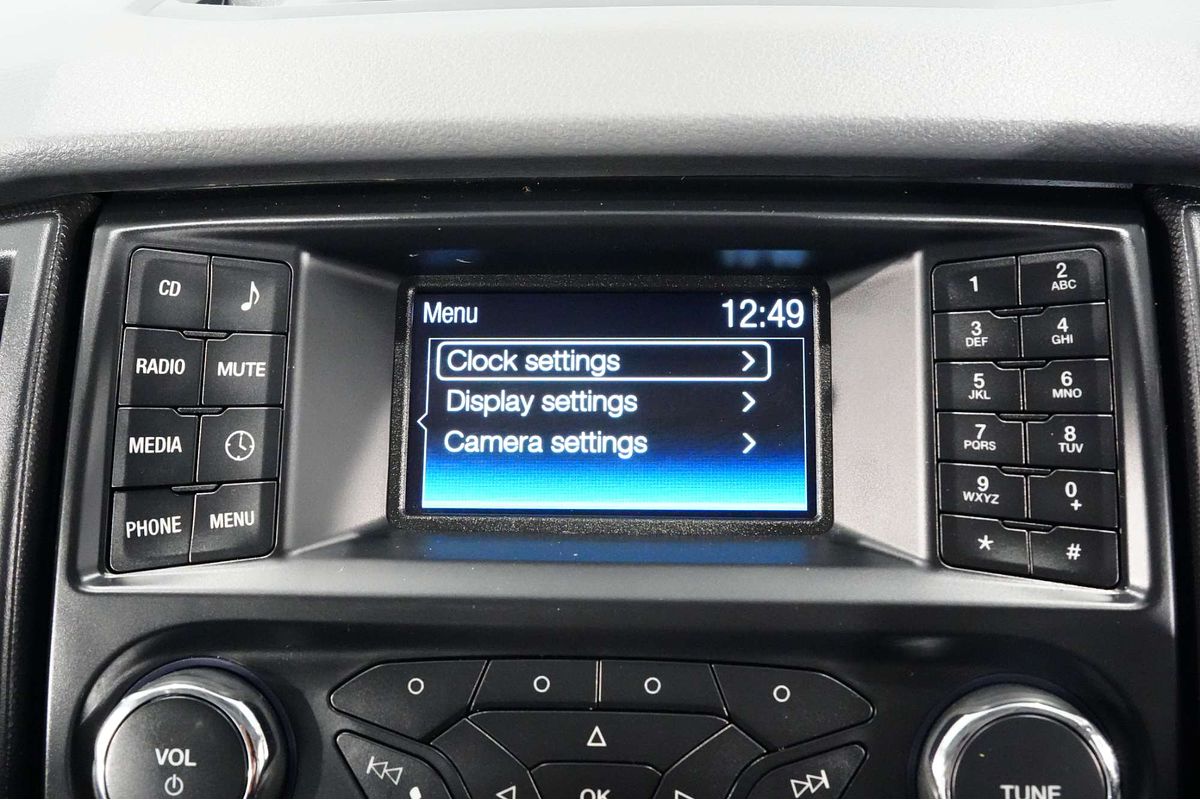 Menu 12:49
Clock settings
Display settings
Camera settings
CD
RADIO MUTE
MEDIA
PHONE MENU
1 2 ABC
3 DEF 4 GHI
5 JKL 6 MNO
7 PQRS 8 TUV
9 WXYZ 0 +
* #
VOL
OK
TUNE